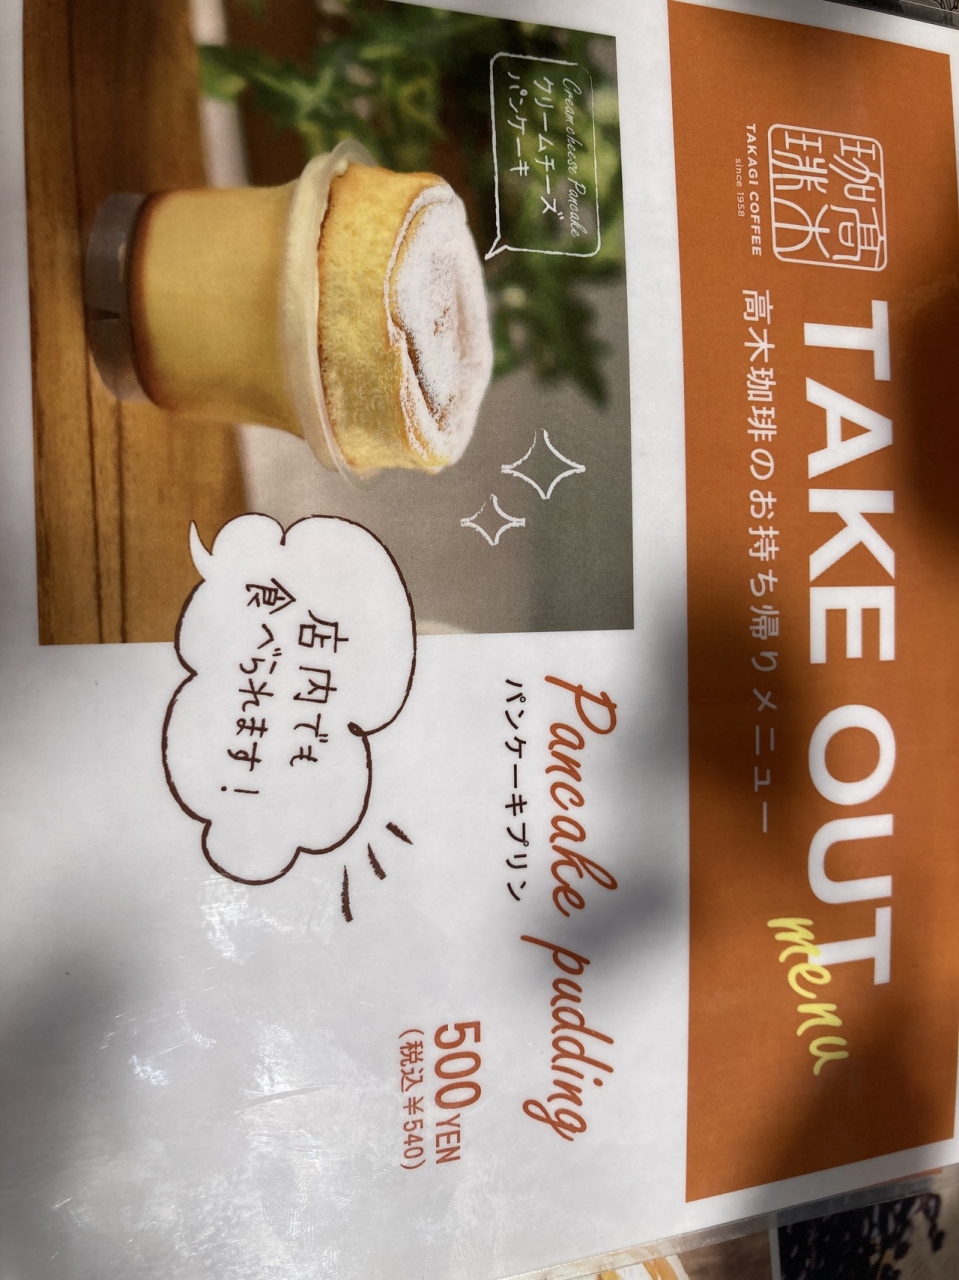 高木
珈琲
TAKAGI COFFEE
since 1958
TAKE OUT
menu
高木珈琲のお持ち帰りメニュー
Cream cheese Pancake
クリームチーズ
パンケーキ
Pancake pudding
パンケーキプリン
500YEN
(税込¥540)
店内でも
食べられます!